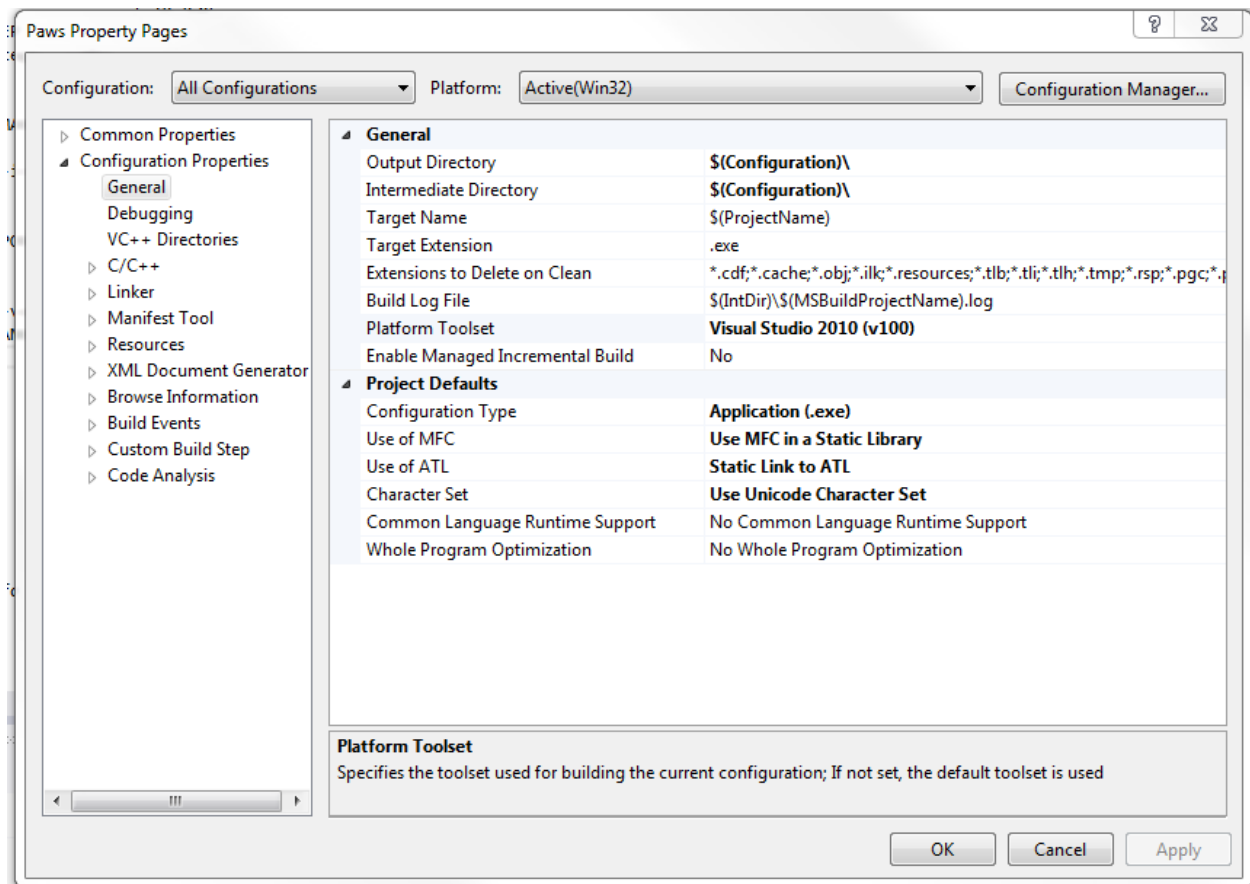 Paws Property Pages
Configuration: All Configurations Platform: Active(Win32) Configuration Manager...
Common Properties
Configuration Properties
General
Debugging
VC++ Directories
C/C++
Linker
Manifest Tool
Resources
XML Document Generator
Browse Information
Build Events
Custom Build Step
Code Analysis
General
Output Directory $(Configuration)\
Intermediate Directory $(Configuration)\
Target Name $(ProjectName)
Target Extension .exe
Extensions to Delete on Clean *.cdf;*.cache;*.obj;*.ilk;*.resources;*.tlb;*.tli;*.tlh;*.tmp;*.rsp;*.pgc;
Build Log File $(IntDir)\$(MSBuildProjectName).log
Platform Toolset Visual Studio 2010 (v100)
Enable Managed Incremental Build No
Project Defaults
Configuration Type Application (.exe)
Use of MFC Use MFC in a Static Library
Use of ATL Static Link to ATL
Character Set Use Unicode Character Set
Common Language Runtime Support No Common Language Runtime Support
Whole Program Optimization No Whole Program Optimization
Platform Toolset
Specifies the toolset used for building the current configuration; If not set, the default toolset is used
OK Cancel Apply